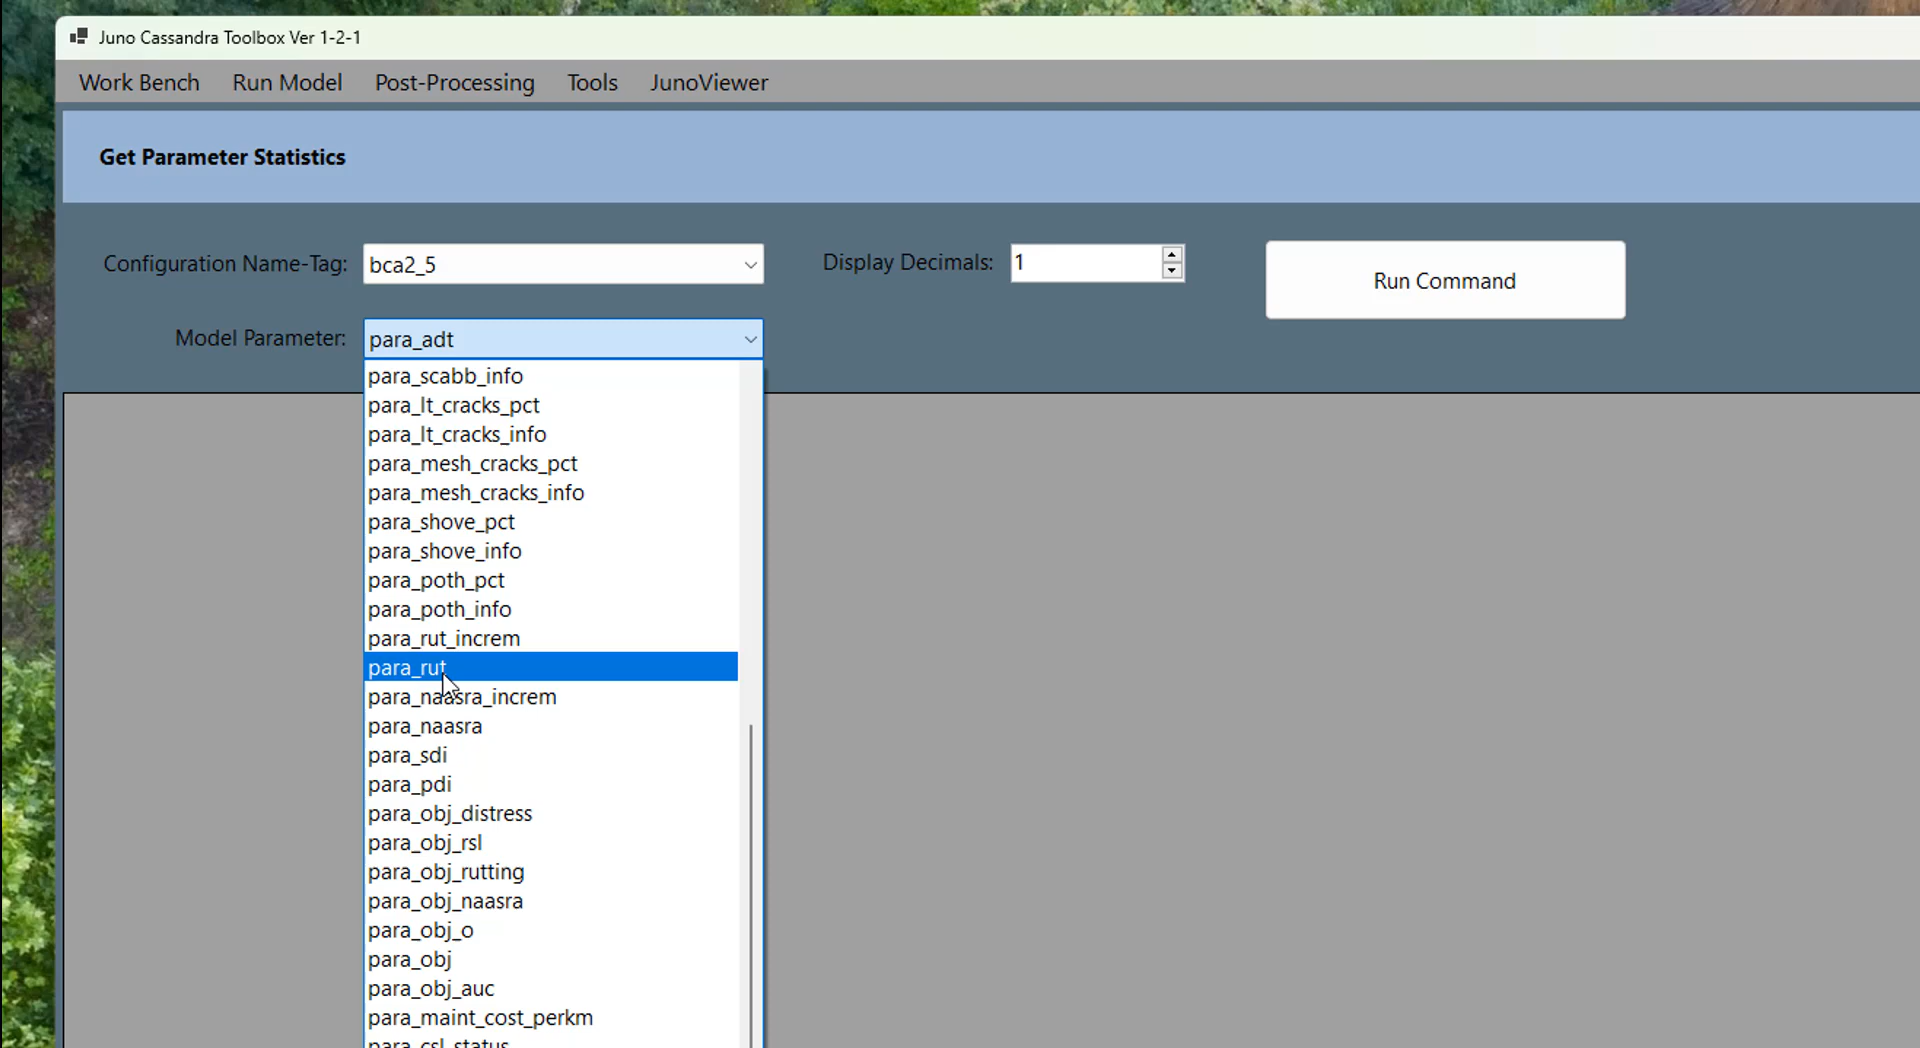 Juno Cassandra Toolbox Ver 1-2-1
Work Bench Run Model Post-Processing Tools JunoViewer
Get Parameter Statistics
Configuration Name-Tag: bca2_5 Display Decimals: 1 Run Command
Model Parameter: para_adt
para_scabb_info
para_lt_cracks_pct
para_lt_cracks_info
para_mesh_cracks_pct
para_mesh_cracks_info
para_shove_pct
para_shove_info
para_poth_pct
para_poth_info
para_rut_increm
para_rut
para_naasra_increm
para_naasra
para_sdi
para_pdi
para_obj_distress
para_obj_rsl
para_obj_rutting
para_obj_naasra
para_obj_o
para_obj
para_obj_auc
para_maint_cost_perkm
para_csl_status